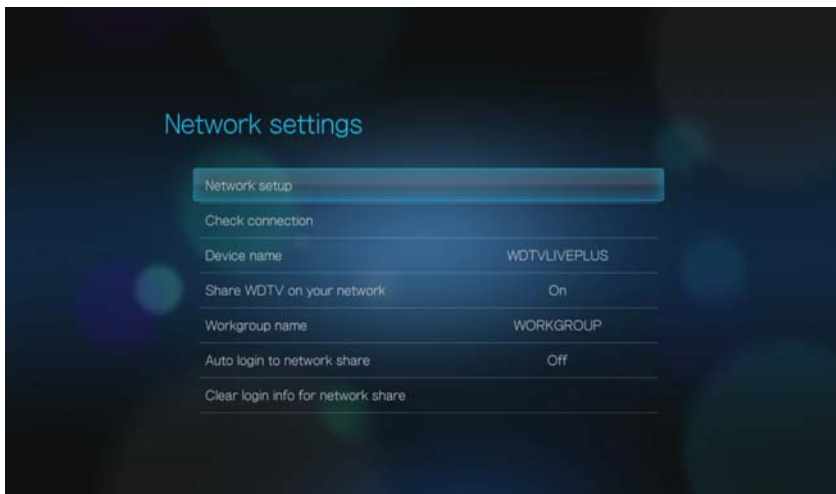 Network settings
Network setup
Check connection
Device name WDTVLIVEPLUS
Share WDTV on your network On
Workgroup name WORKGROUP
Auto login to network share Off
Clear login info for network share